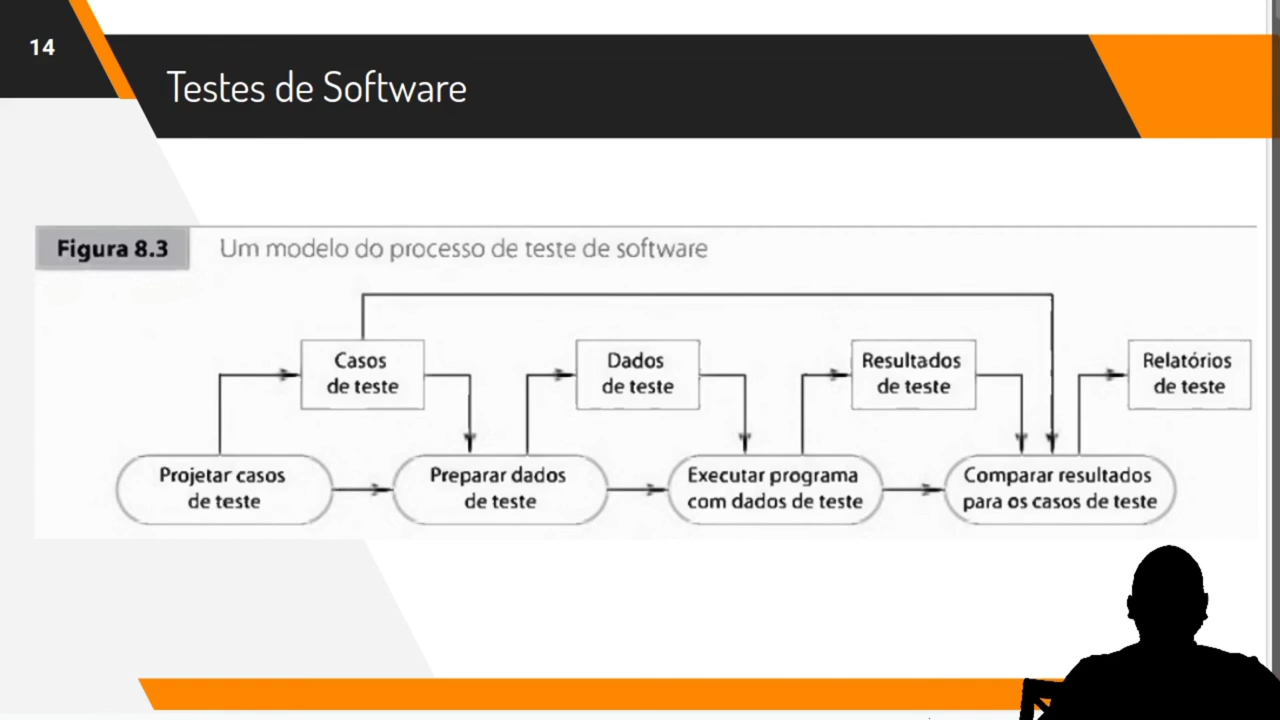 14
Testes de Software
Figura 8.3
Um modelo do processo de teste de software
Casos
de teste
Dados
de teste
Resultados
de teste
Relatórios
de teste
Projetar casos
de teste
Preparar dados
de teste
Executar programa
com dados de teste
Comparar resultados
para os casos de teste